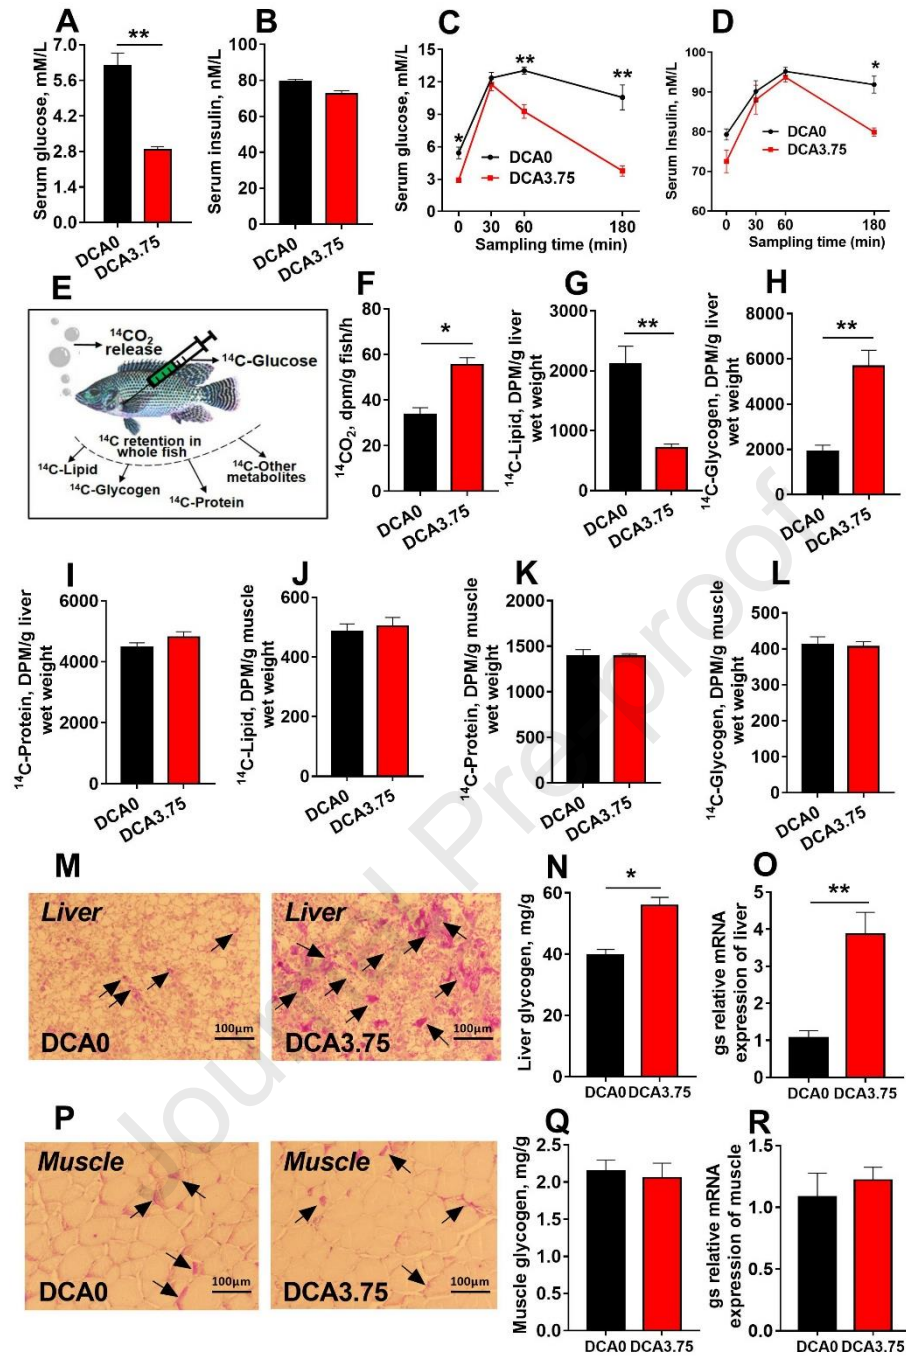 A
Serum glucose, mM/L
7.0
5.6
4.2
2.8
1.4
0.0
**
DCA0
DCA3.75
B
Serum insulin, nM/L
100
80
60
40
20
0
DCA0
DCA3.75
C
Serum glucose, mM/L
15
12
9
6
3
0
*
**
**
DCA0
DCA3.75
0 30 60 180
Sampling time (min)
D
Serum Insulin, nM/L
100
90
80
70
60
*
DCA0
DCA3.75
0 30 60 180
Sampling time (min)
E
14CO2
release
14C-Glucose
14C retention in
whole fish
14C-Lipid
14C-Glycogen
14C-Protein
14C-Other
metabolites
F
14CO2, dpm/g fish/h
80
60
40
20
0
*
DCA0
DCA3.75
G
14C-Lipid, DPM/g liver
wet weight
3000
2000
1000
0
**
DCA0
DCA3.75
H
14C-Glycogen, DPM/g liver
wet weight
8000
6000
4000
2000
0
**
DCA0
DCA3.75
I
14C-Protein, DPM/g liver
wet weight
6000
4000
2000
0
DCA0
DCA3.75
J
14C-Lipid, DPM/g muscle
wet weight
600
400
200
0
DCA0
DCA3.75
K
14C-Protein, DPM/g muscle
wet weight
2000
1500
1000
500
0
DCA0
DCA3.75
L
14C-Glycogen, DPM/g muscle
wet weight
500
400
300
200
100
0
DCA0
DCA3.75
M
Liver
DCA0
100μm
Liver
DCA3.75
100μm
N
Liver glycogen, mg/g
60
40
20
0
*
DCA0 DCA3.75
O
gs relative mRNA
expression of liver
5
4
3
2
1
0
**
DCA0 DCA3.75
P
Muscle
DCA0
100μm
Muscle
DCA3.75
100μm
Q
Muscle glycogen, mg/g
2.5
2.0
1.5
1.0
0.5
0.0
DCA0 DCA3.75
R
gs relative mRNA
expression of muscle
1.5
1.0
0.5
0.0
DCA0 DCA3.75
Journal Pre-proof